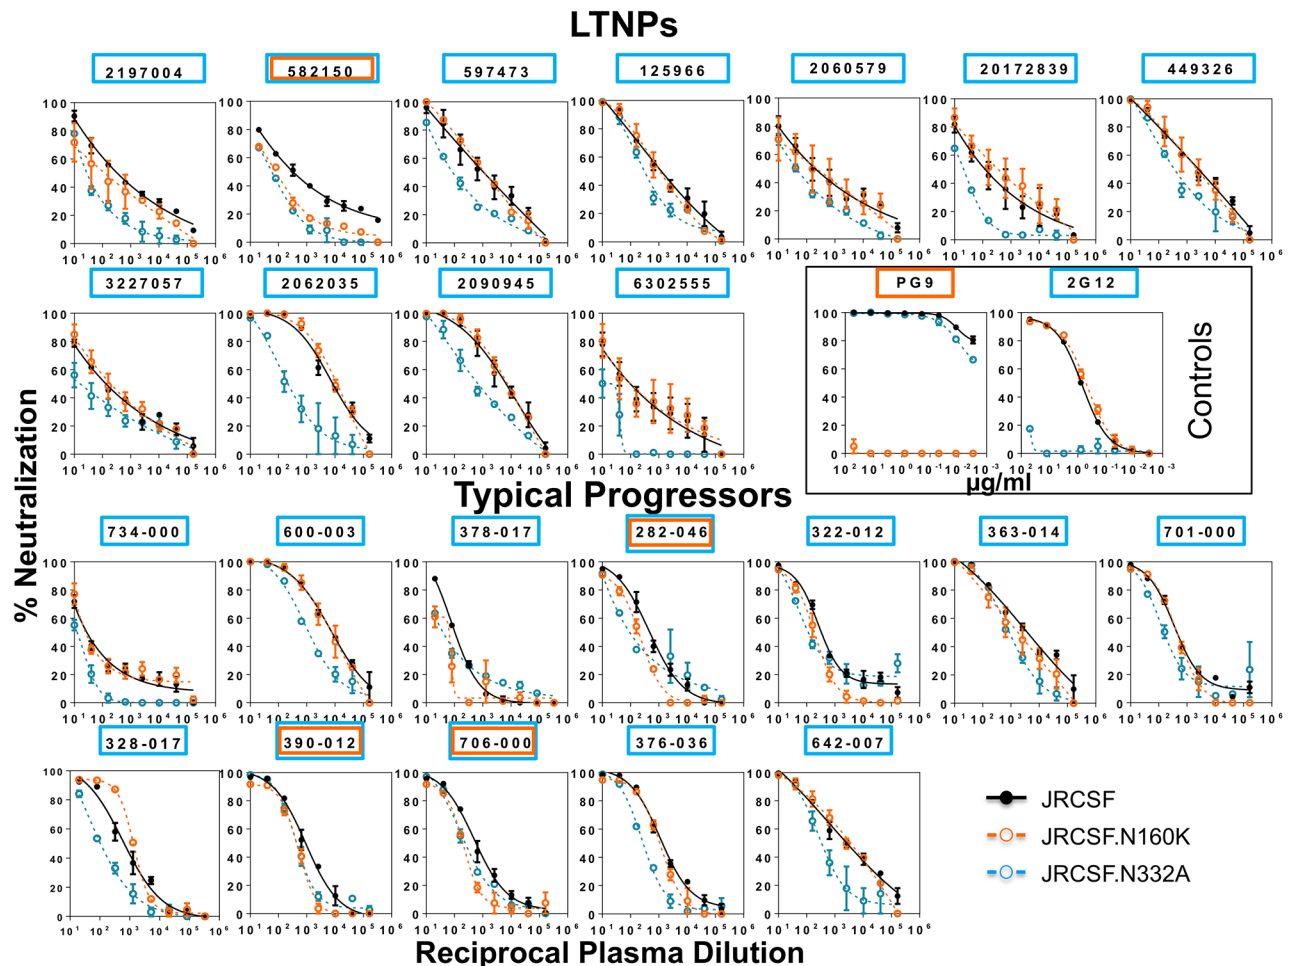 LTNPs
2197004
582150
597473
125966
2060579
20172839
449326
3227057
2062035
2090945
6302555
PG9
2G12
Controls
µg/ml
% Neutralization
Typical Progressors
734-000
600-003
378-017
282-046
322-012
363-014
701-000
328-017
390-012
706-000
376-036
642-007
JRCSF
JRCSF.N160K
JRCSF.N332A
Reciprocal Plasma Dilution